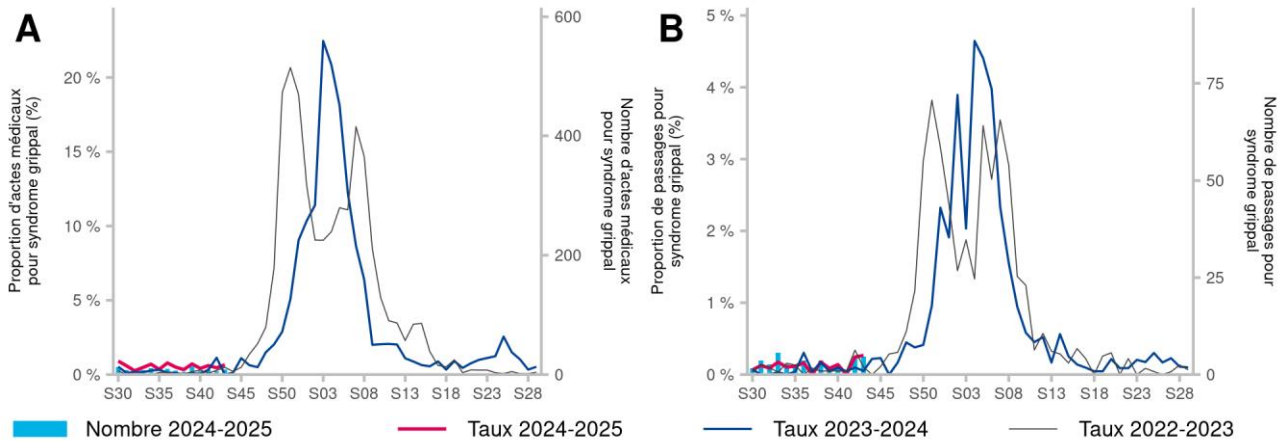 A
Proportion d'actes médicaux
pour syndrome grippal (%)
20 %
15 %
10 %
5 %
0 %
600
400
200
0
Nombre d'actes médicaux
pour syndrome grippal
S30 S35 S40 S45 S50 S03 S08 S13 S18 S23 S28
B
Proportion de passages pour
syndrome grippal (%)
5 %
4 %
3 %
2 %
1 %
0 %
75
50
25
0
Nombre de passages pour
syndrome grippal
S30 S35 S40 S45 S50 S03 S08 S13 S18 S23 S28
Nombre 2024-2025 Taux 2024-2025 Taux 2023-2024 Taux 2022-2023